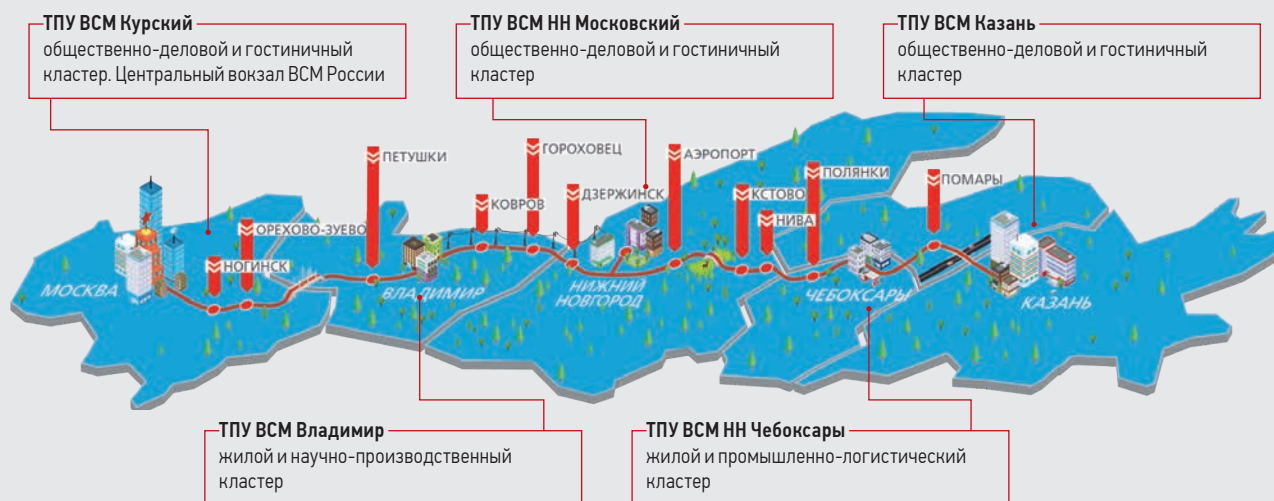 ТПУ ВСМ Курский
общественно-деловой и гостиничный
кластер. Центральный вокзал ВСМ России
ТПУ ВСМ НН Московский
общественно-деловой и гостиничный
кластер
ТПУ ВСМ Казань
общественно-деловой и гостиничный
кластер
МОСКВА
НОГИНСК
ОРЕХОВО-ЗУЕВО
ПЕТУШКИ
ВЛАДИМИР
КОВРОВ
ГОРОХОВЕЦ
ДЗЕРЖИНСК
НИЖНИЙ
НОВГОРОД
АЭРОПОРТ
КСТОВО
НИВА
ПОЛЯНКИ
ЧЕБОКСАРЫ
ПОМАРЫ
КАЗАНЬ
ТПУ ВСМ Владимир
жилой и научно-производственный
кластер
ТПУ ВСМ НН Чебоксары
жилой и промышленно-логистический
кластер